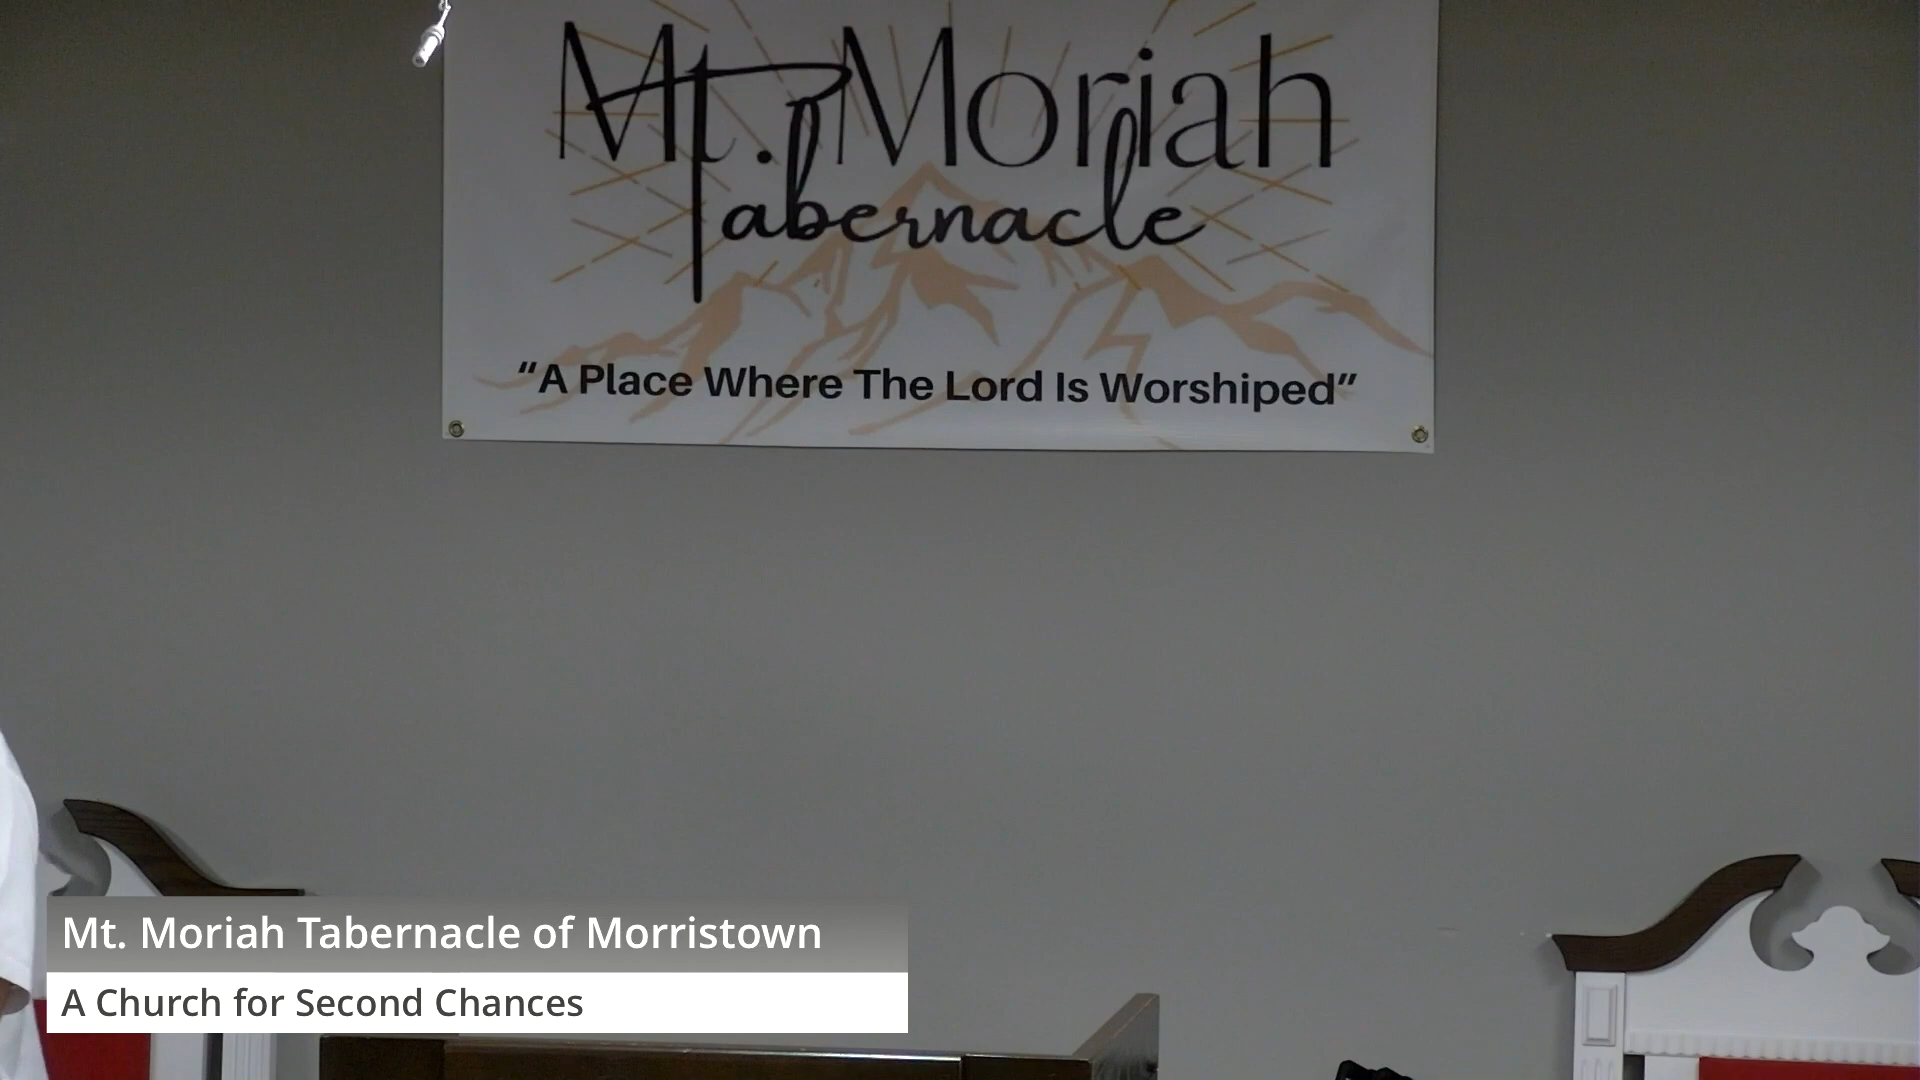 Mt. Moriah
Tabernacle
“A Place Where The Lord Is Worshiped”
Mt. Moriah Tabernacle of Morristown
A Church for Second Chances